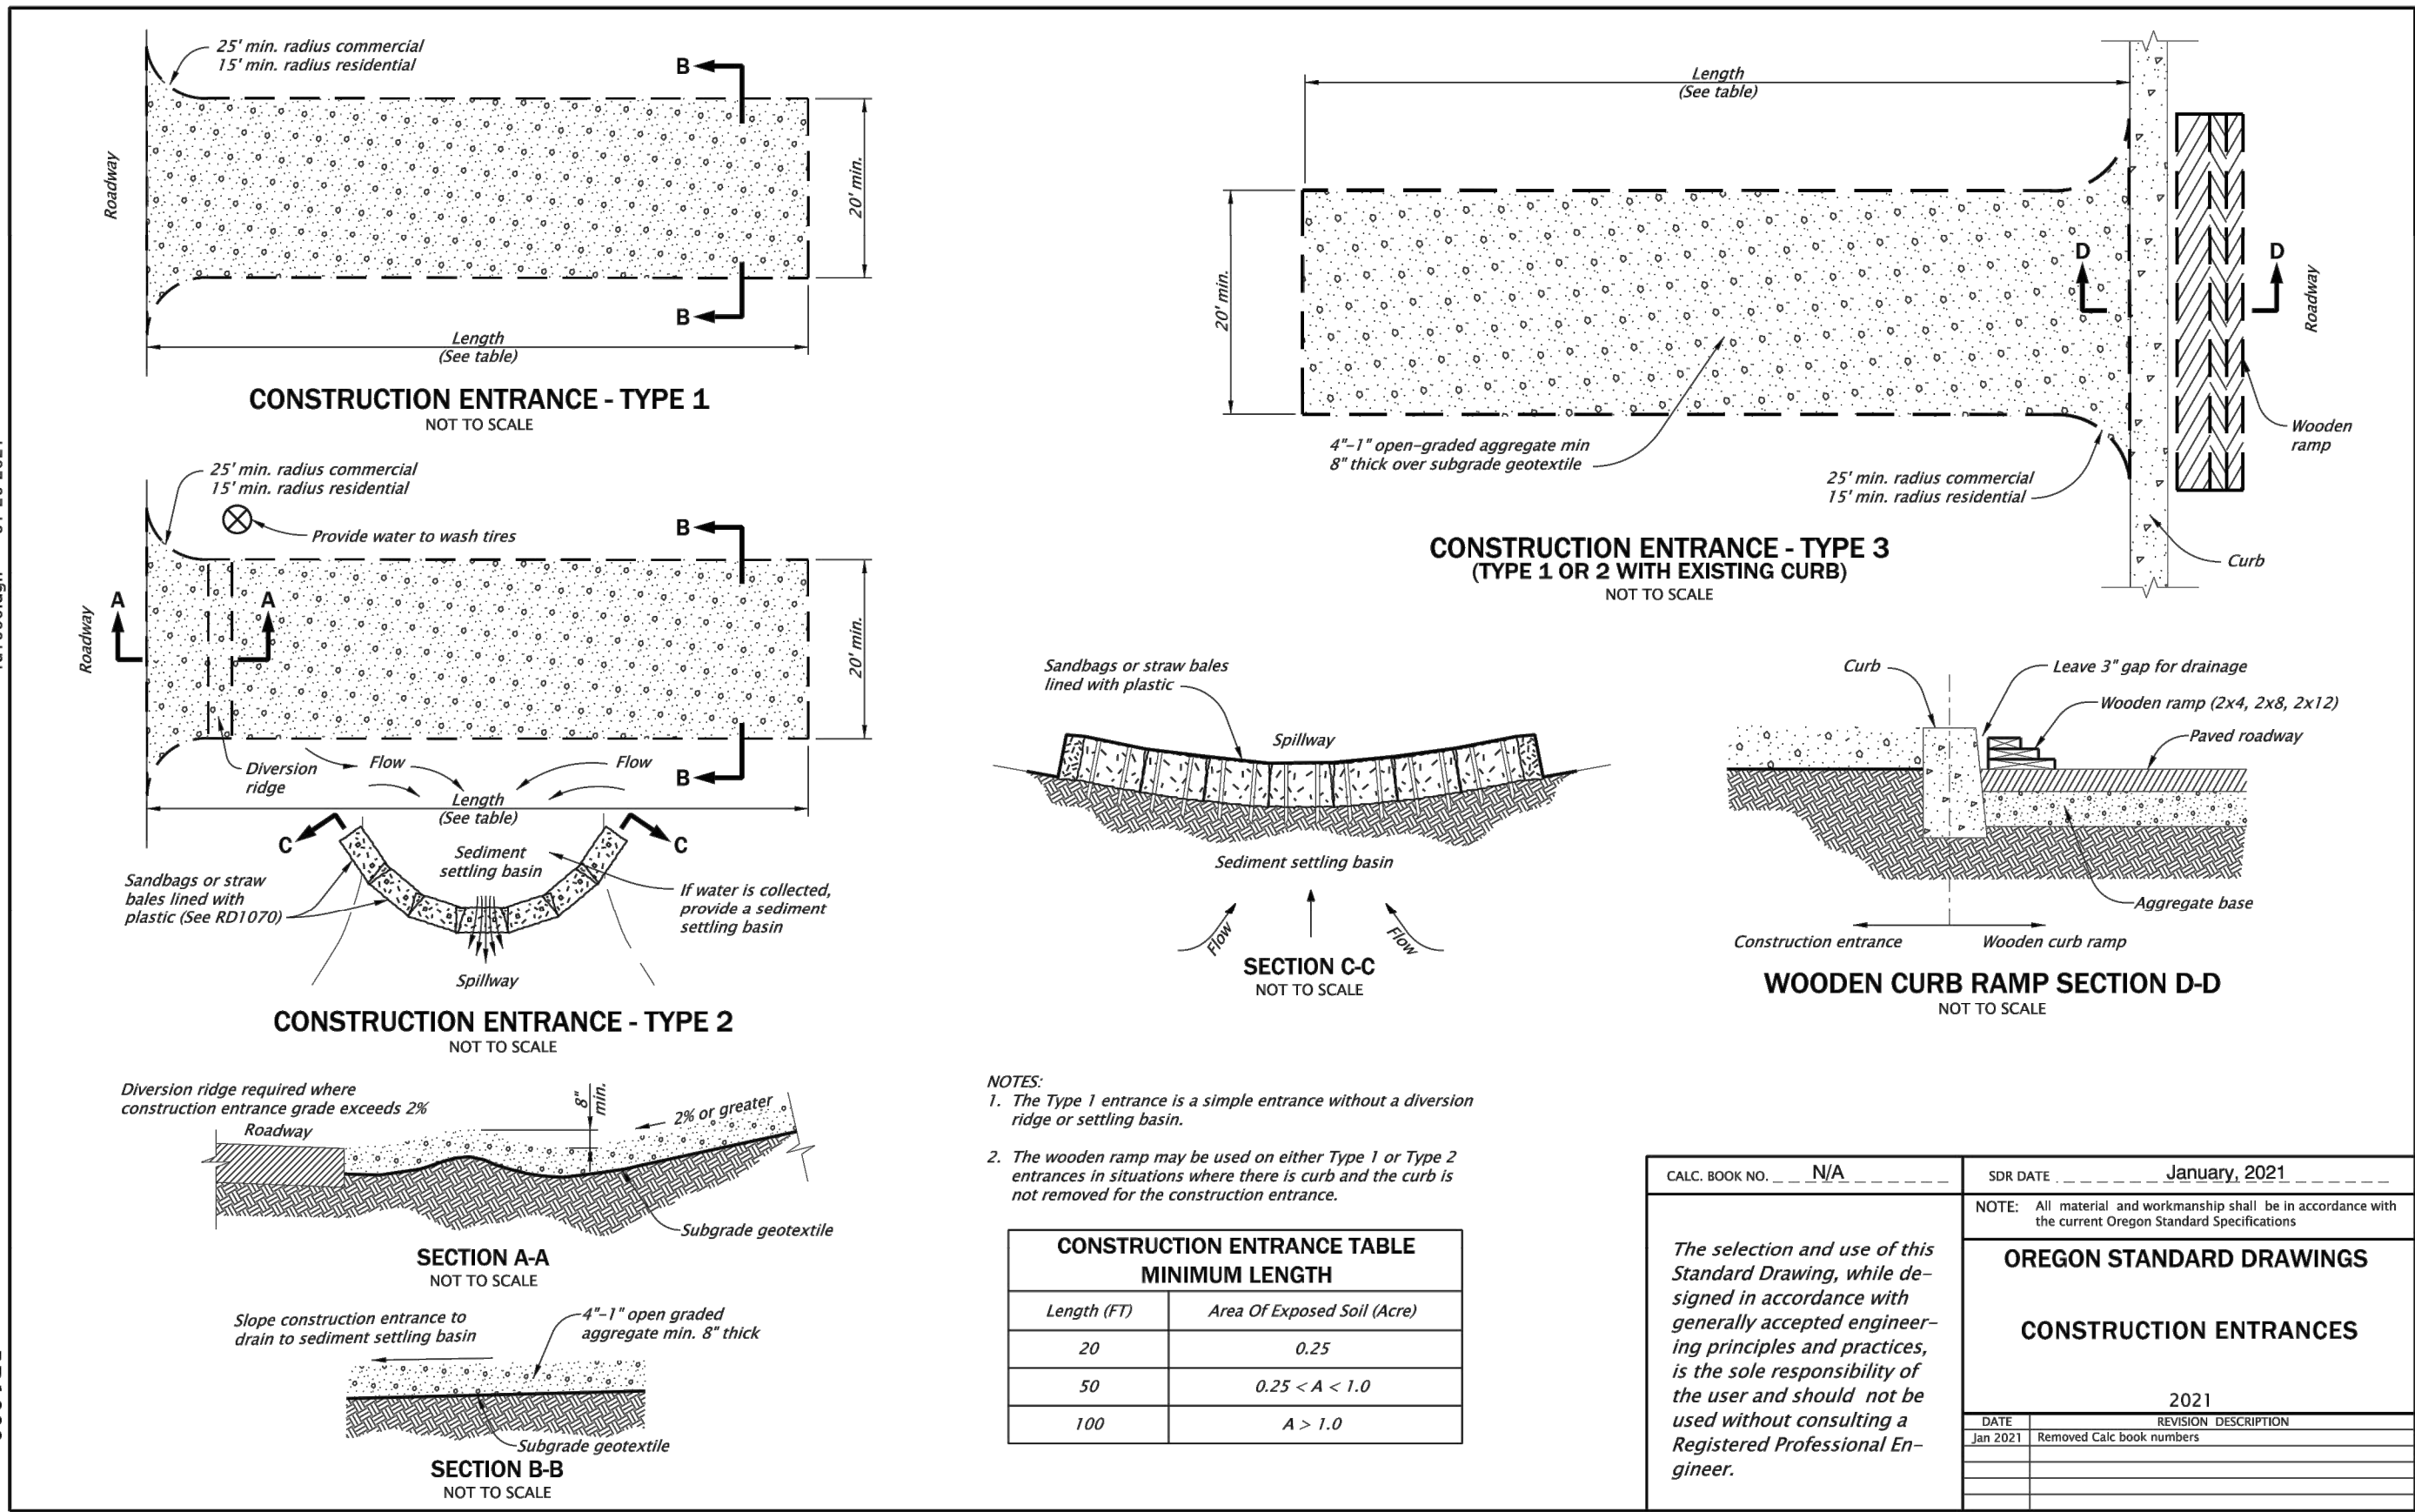 25' min. radius commercial
15' min. radius residential
B
Roadway
20' min.
B
Length
(See table)
CONSTRUCTION ENTRANCE - TYPE 1
NOT TO SCALE
25' min. radius commercial
15' min. radius residential
Provide water to wash tires
B
A
A
Roadway
20' min.
Diversion
ridge
Flow
Flow
B
Length
(See table)
C
C
Sediment
settling basin
Sandbags or straw
bales lined with
plastic (See RD1070)
If water is collected,
provide a sediment
settling basin
Spillway
CONSTRUCTION ENTRANCE - TYPE 2
NOT TO SCALE
Diversion ridge required where
construction entrance grade exceeds 2%
8"
min.
2% or greater
Roadway
Subgrade geotextile
SECTION A-A
NOT TO SCALE
Slope construction entrance to
drain to sediment settling basin
4"-1" open graded
aggregate min. 8" thick
Subgrade geotextile
SECTION B-B
NOT TO SCALE
Length
(See table)
20' min.
D
D
Roadway
4"-1" open-graded aggregate min
8" thick over subgrade geotextile
25' min. radius commercial
15' min. radius residential
Wooden
ramp
Curb
CONSTRUCTION ENTRANCE - TYPE 3
(TYPE 1 OR 2 WITH EXISTING CURB)
NOT TO SCALE
Sandbags or straw bales
lined with plastic
Spillway
Sediment settling basin
Flow
Flow
SECTION C-C
NOT TO SCALE
Curb
Leave 3" gap for drainage
Wooden ramp (2x4, 2x8, 2x12)
Paved roadway
Aggregate base
Construction entrance
Wooden curb ramp
WOODEN CURB RAMP SECTION D-D
NOT TO SCALE
NOTES:
1. The Type 1 entrance is a simple entrance without a diversion
ridge or settling basin.
2. The wooden ramp may be used on either Type 1 or Type 2
entrances in situations where there is curb and the curb is
not removed for the construction entrance.
CONSTRUCTION ENTRANCE TABLE
MINIMUM LENGTH
Length (FT) Area Of Exposed Soil (Acre)
20 0.25
50 0.25 < A < 1.0
100 A > 1.0
CALC. BOOK NO. N/A
SDR DATE January, 2021
NOTE: All material and workmanship shall be in accordance with
the current Oregon Standard Specifications
The selection and use of this
Standard Drawing, while de-
signed in accordance with
generally accepted engineer-
ing principles and practices,
is the sole responsibility of
the user and should not be
used without consulting a
Registered Professional En-
gineer.
OREGON STANDARD DRAWINGS
CONSTRUCTION ENTRANCES
2021
DATE REVISION DESCRIPTION
Jan 2021 Removed Calc book numbers